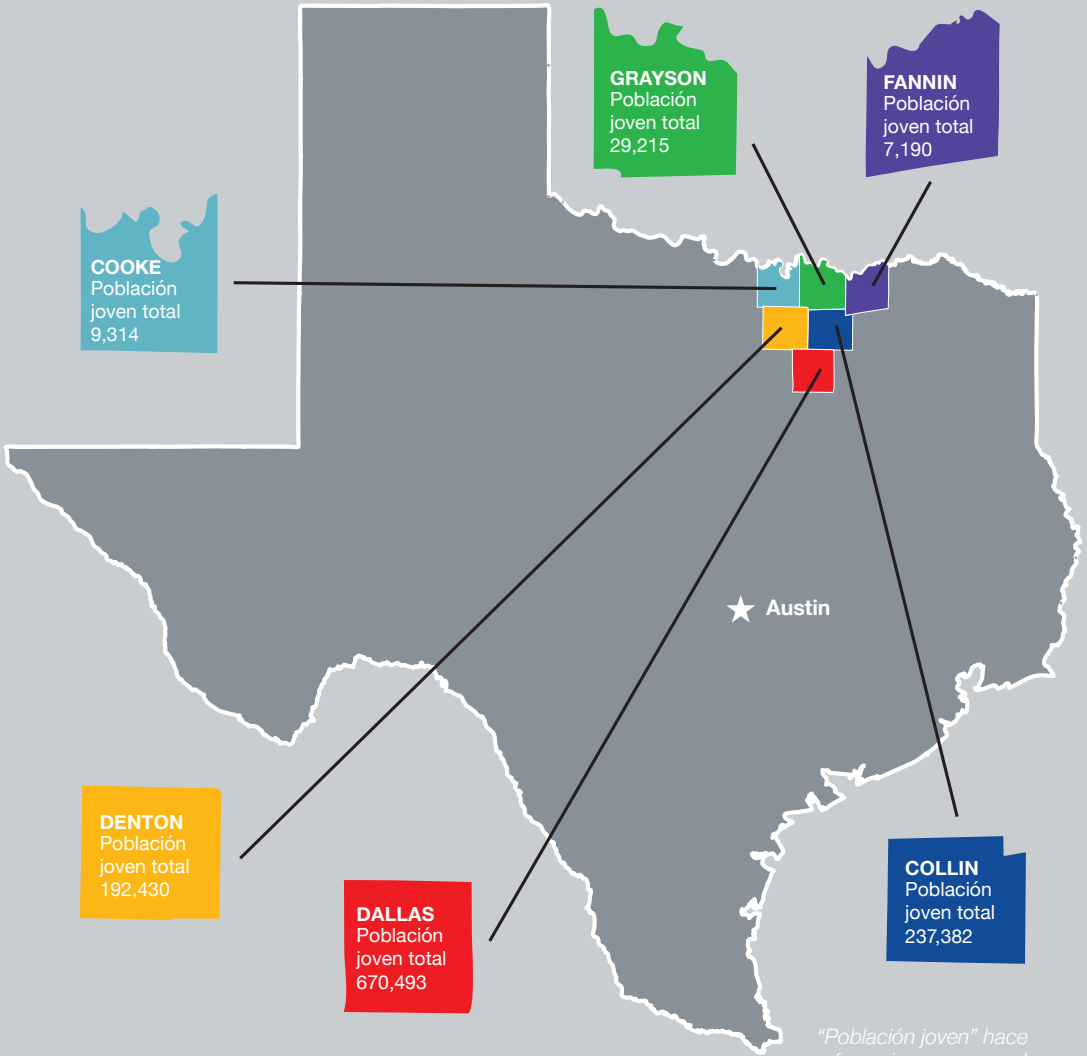 GRAYSON
Población
joven total
29,215
FANNIN
Población
joven total
7,190
COOKE
Población
joven total
9,314
Austin
DENTON
Población
joven total
192,430
DALLAS
Población
joven total
670,493
COLLIN
Población
joven total
237,382
“Población joven” hace